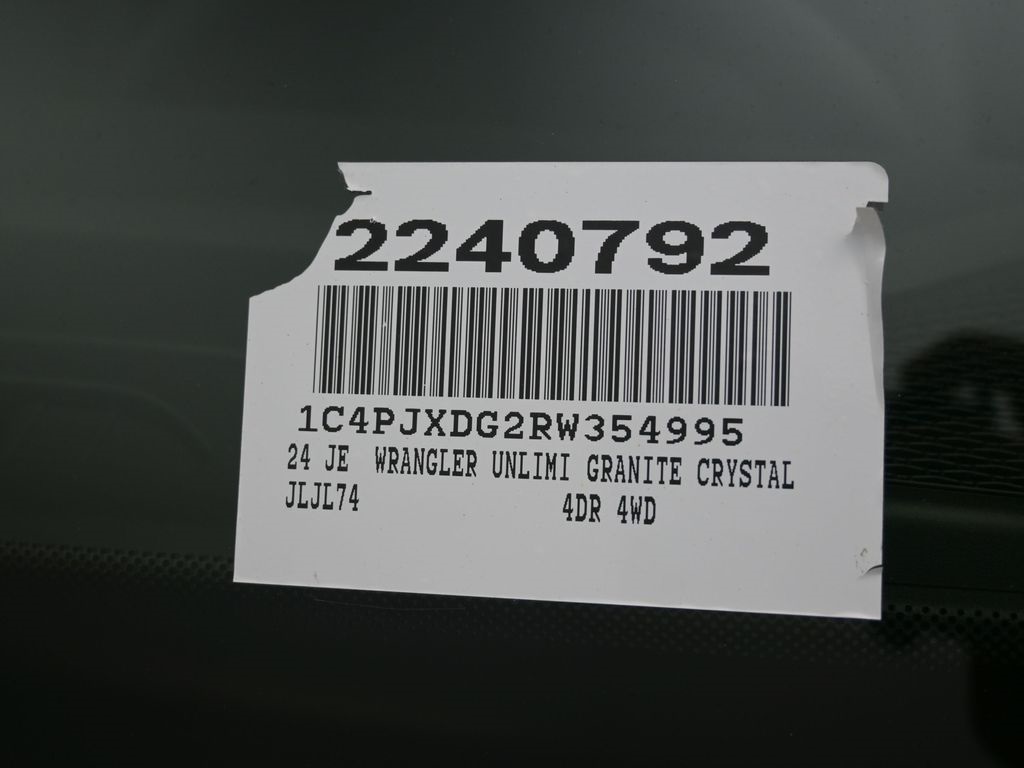 2240792
1C4PJXDG2RW354995
24 JE WRANGLER UNLIMI GRANITE CRYSTAL
JLJL74 4DR 4WD